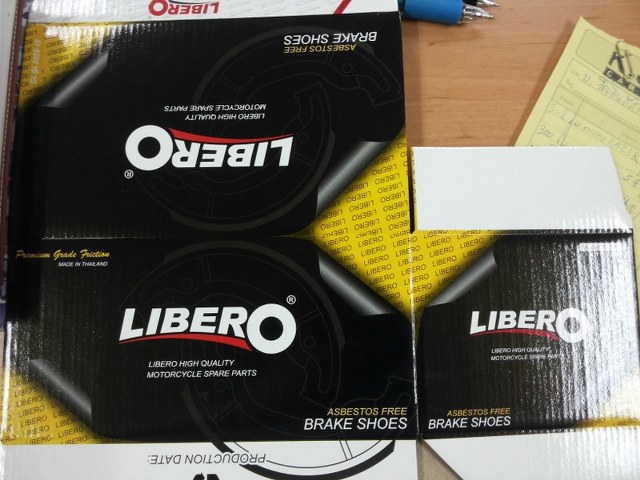 LIBERO
ASBESTOS FREE
BRAKE SHOES
LIBERO HIGH QUALITY
MOTORCYCLE SPARE PARTS
LIBERO®
Premium Grade Friction
MADE IN THAILAND
LIBERO®
LIBERO HIGH QUALITY
MOTORCYCLE SPARE PARTS
ASBESTOS FREE
BRAKE SHOES
LIBERO
LIBERO HIGH QUALITY
MOTORCYCLE SPARE PARTS
ASBESTOS FREE
BRAKE SHOES
PRODUCTION DATE: